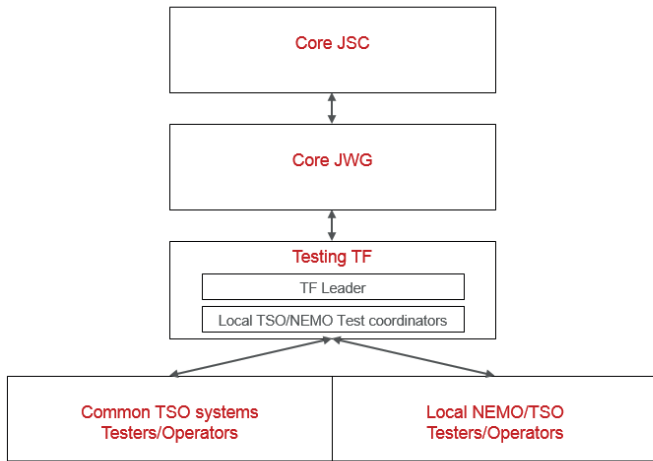 Core JSC
Core JWG
Testing TF
TF Leader
Local TSO/NEMO Test coordinators
Common TSO systems
Testers/Operators
Local NEMO/TSO
Testers/Operators